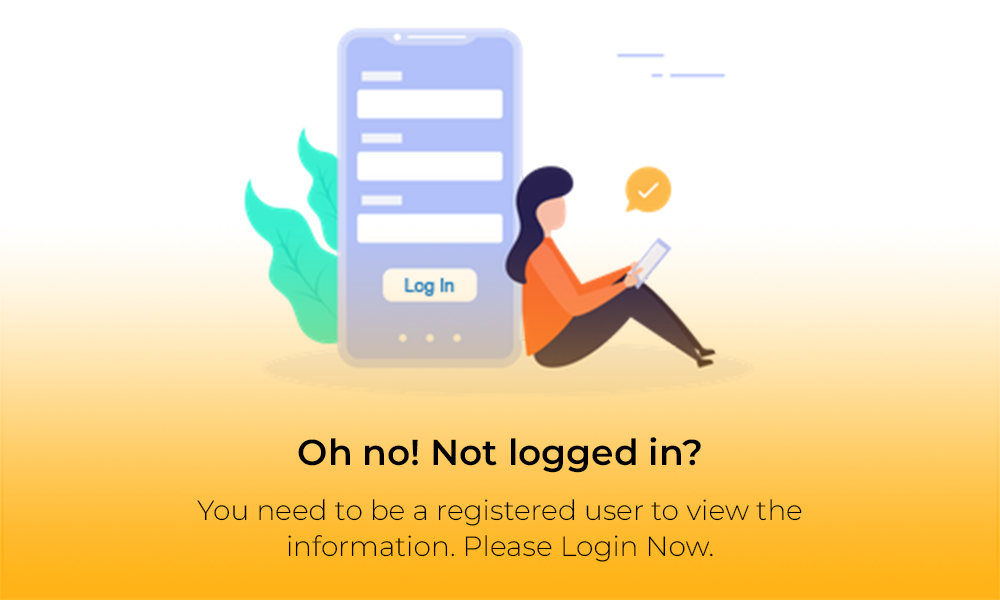 Log In
Oh no! Not logged in?
You need to be a registered user to view the
information. Please Login Now.